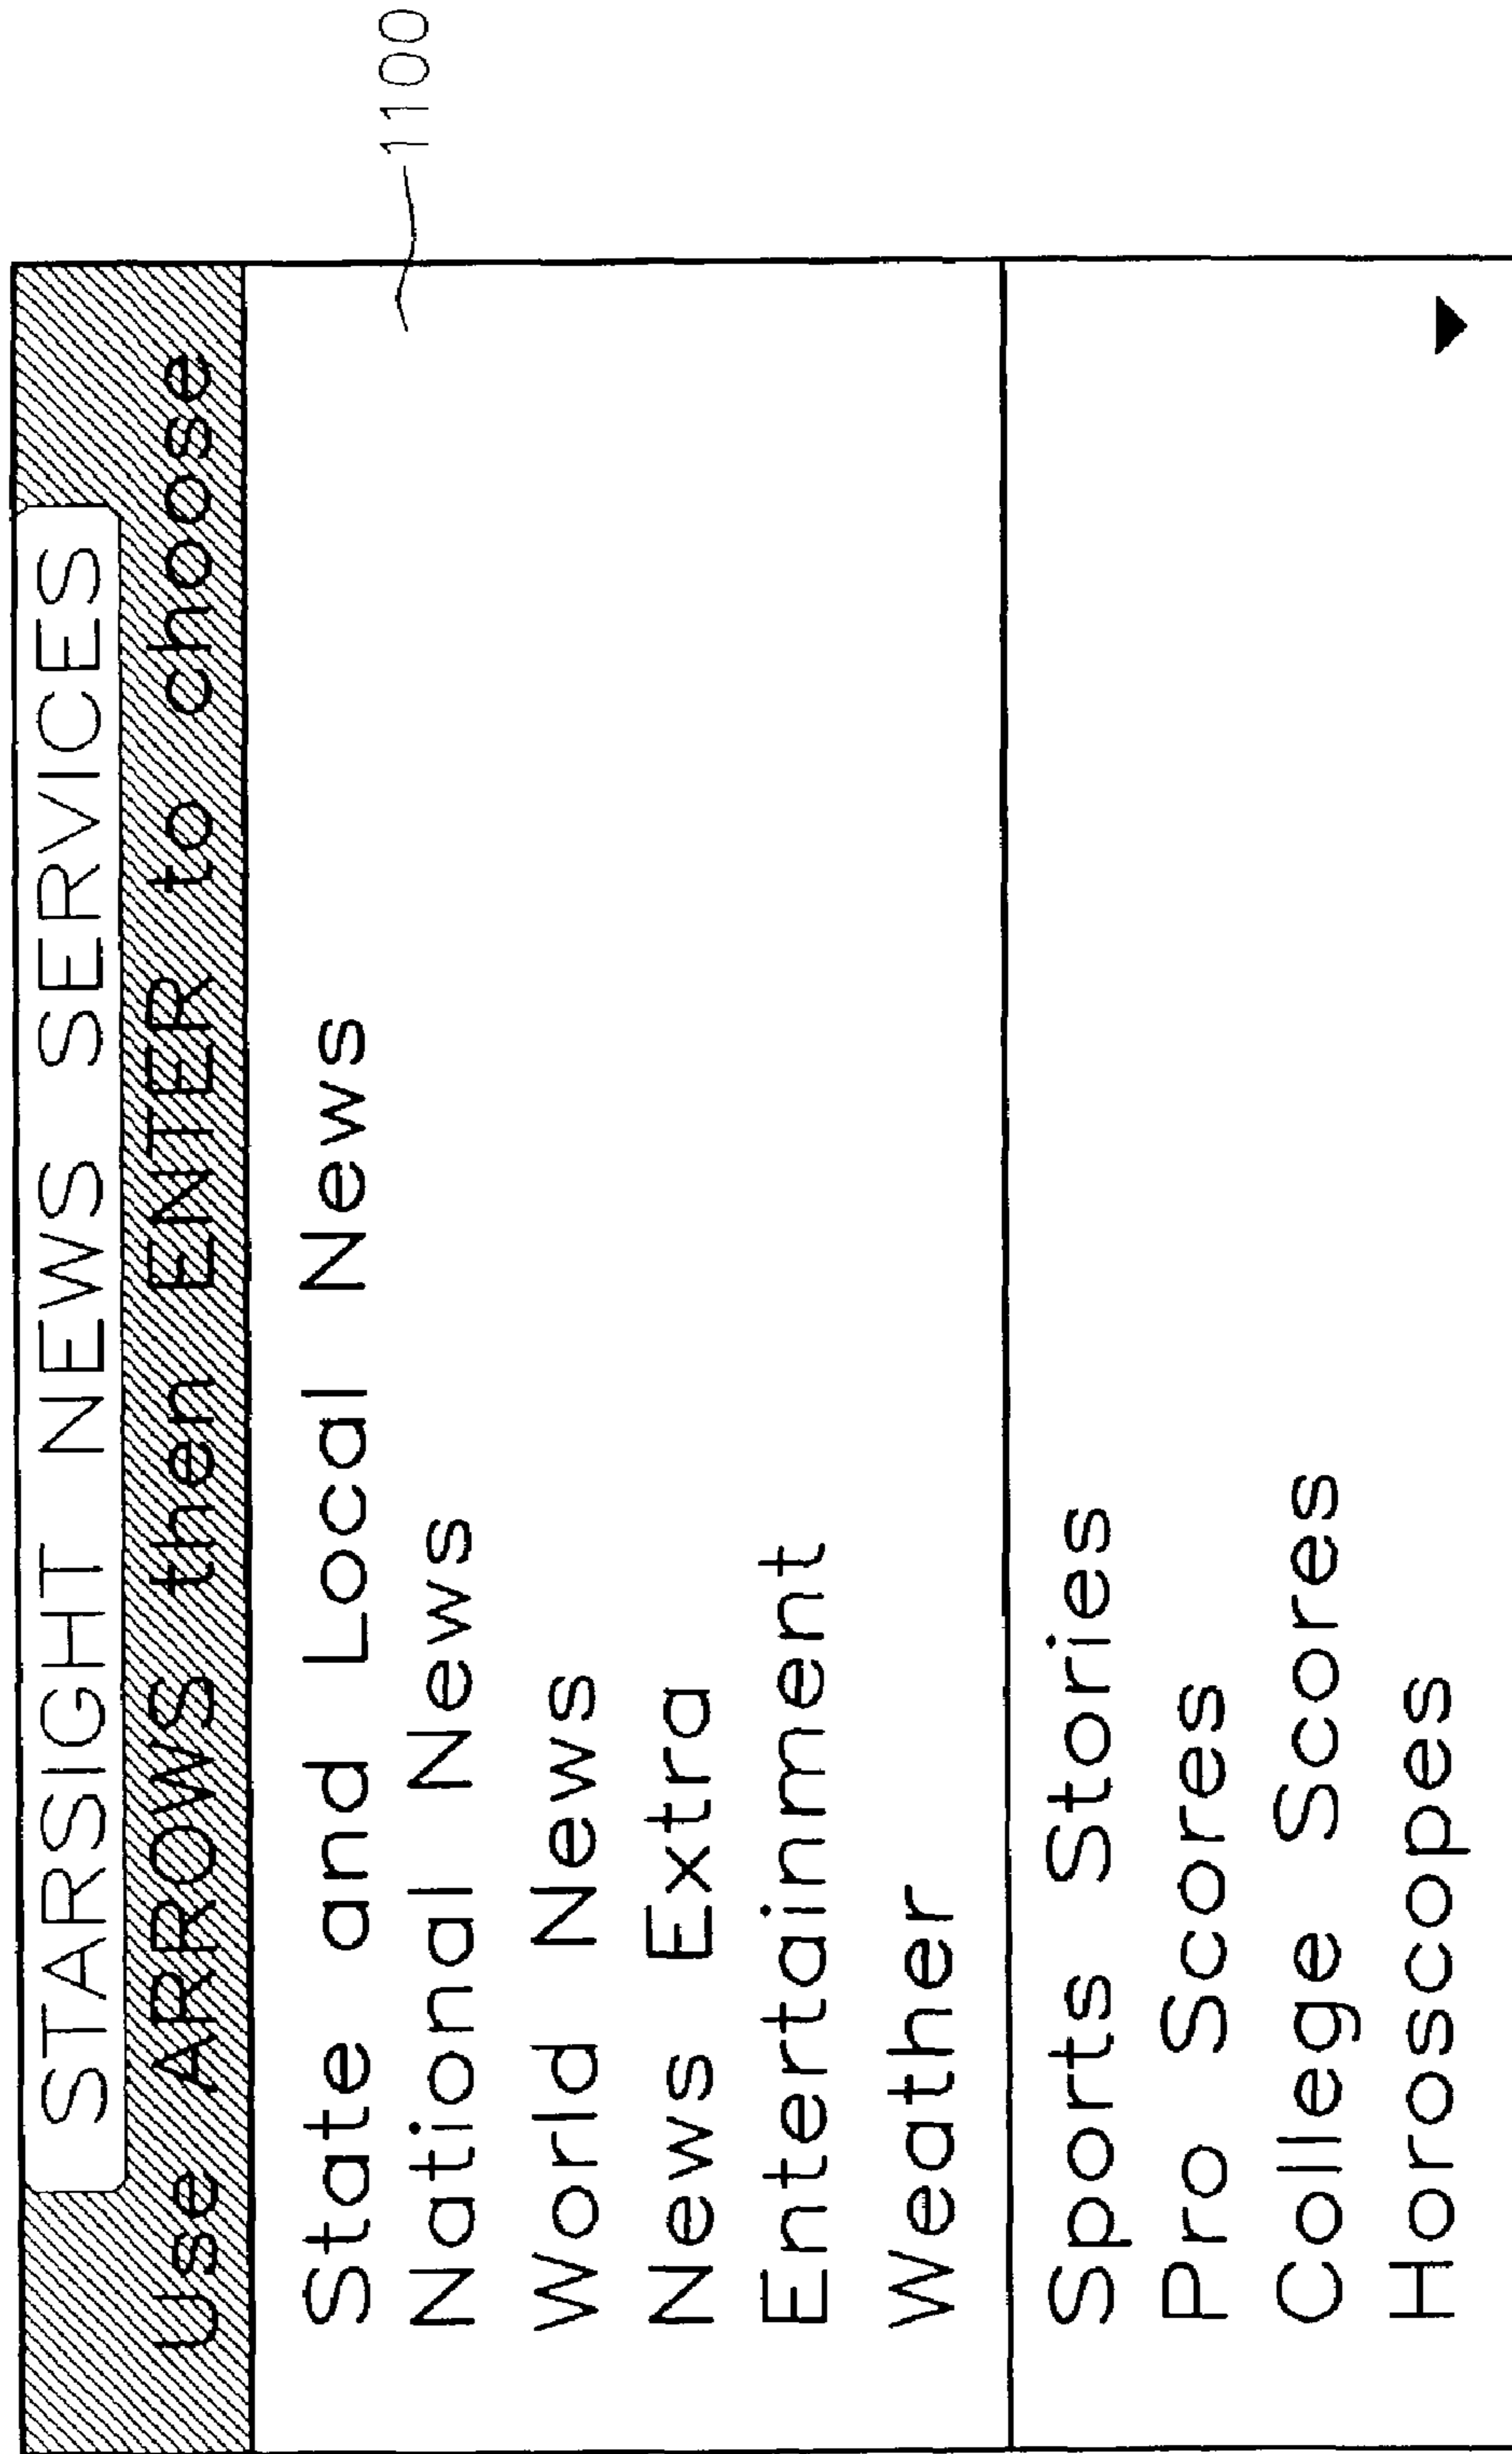 STARSIGHT NEWS SERVICES
Use ARROWS then ENTER to choose
State and Local News
National News
World News
News Extra
Entertainment
Weather
Sports Stories
Pro Scores
College Scores
Horoscopes
1100